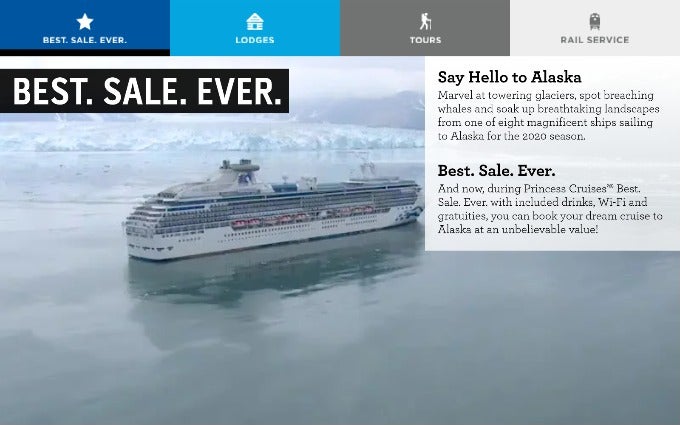 BEST. SALE. EVER.
LODGES
TOURS
RAIL SERVICE
BEST. SALE. EVER.
Say Hello to Alaska
Marvel at towering glaciers, spot breaching
whales and soak up breathtaking landscapes
from one of eight magnificent ships sailing
to Alaska for the 2020 season.
Best. Sale. Ever.
And now, during Princess Cruises℠ Best.
Sale. Ever. with included drinks, Wi-Fi and
gratuities, you can book your dream cruise to
Alaska at an unbelievable value!